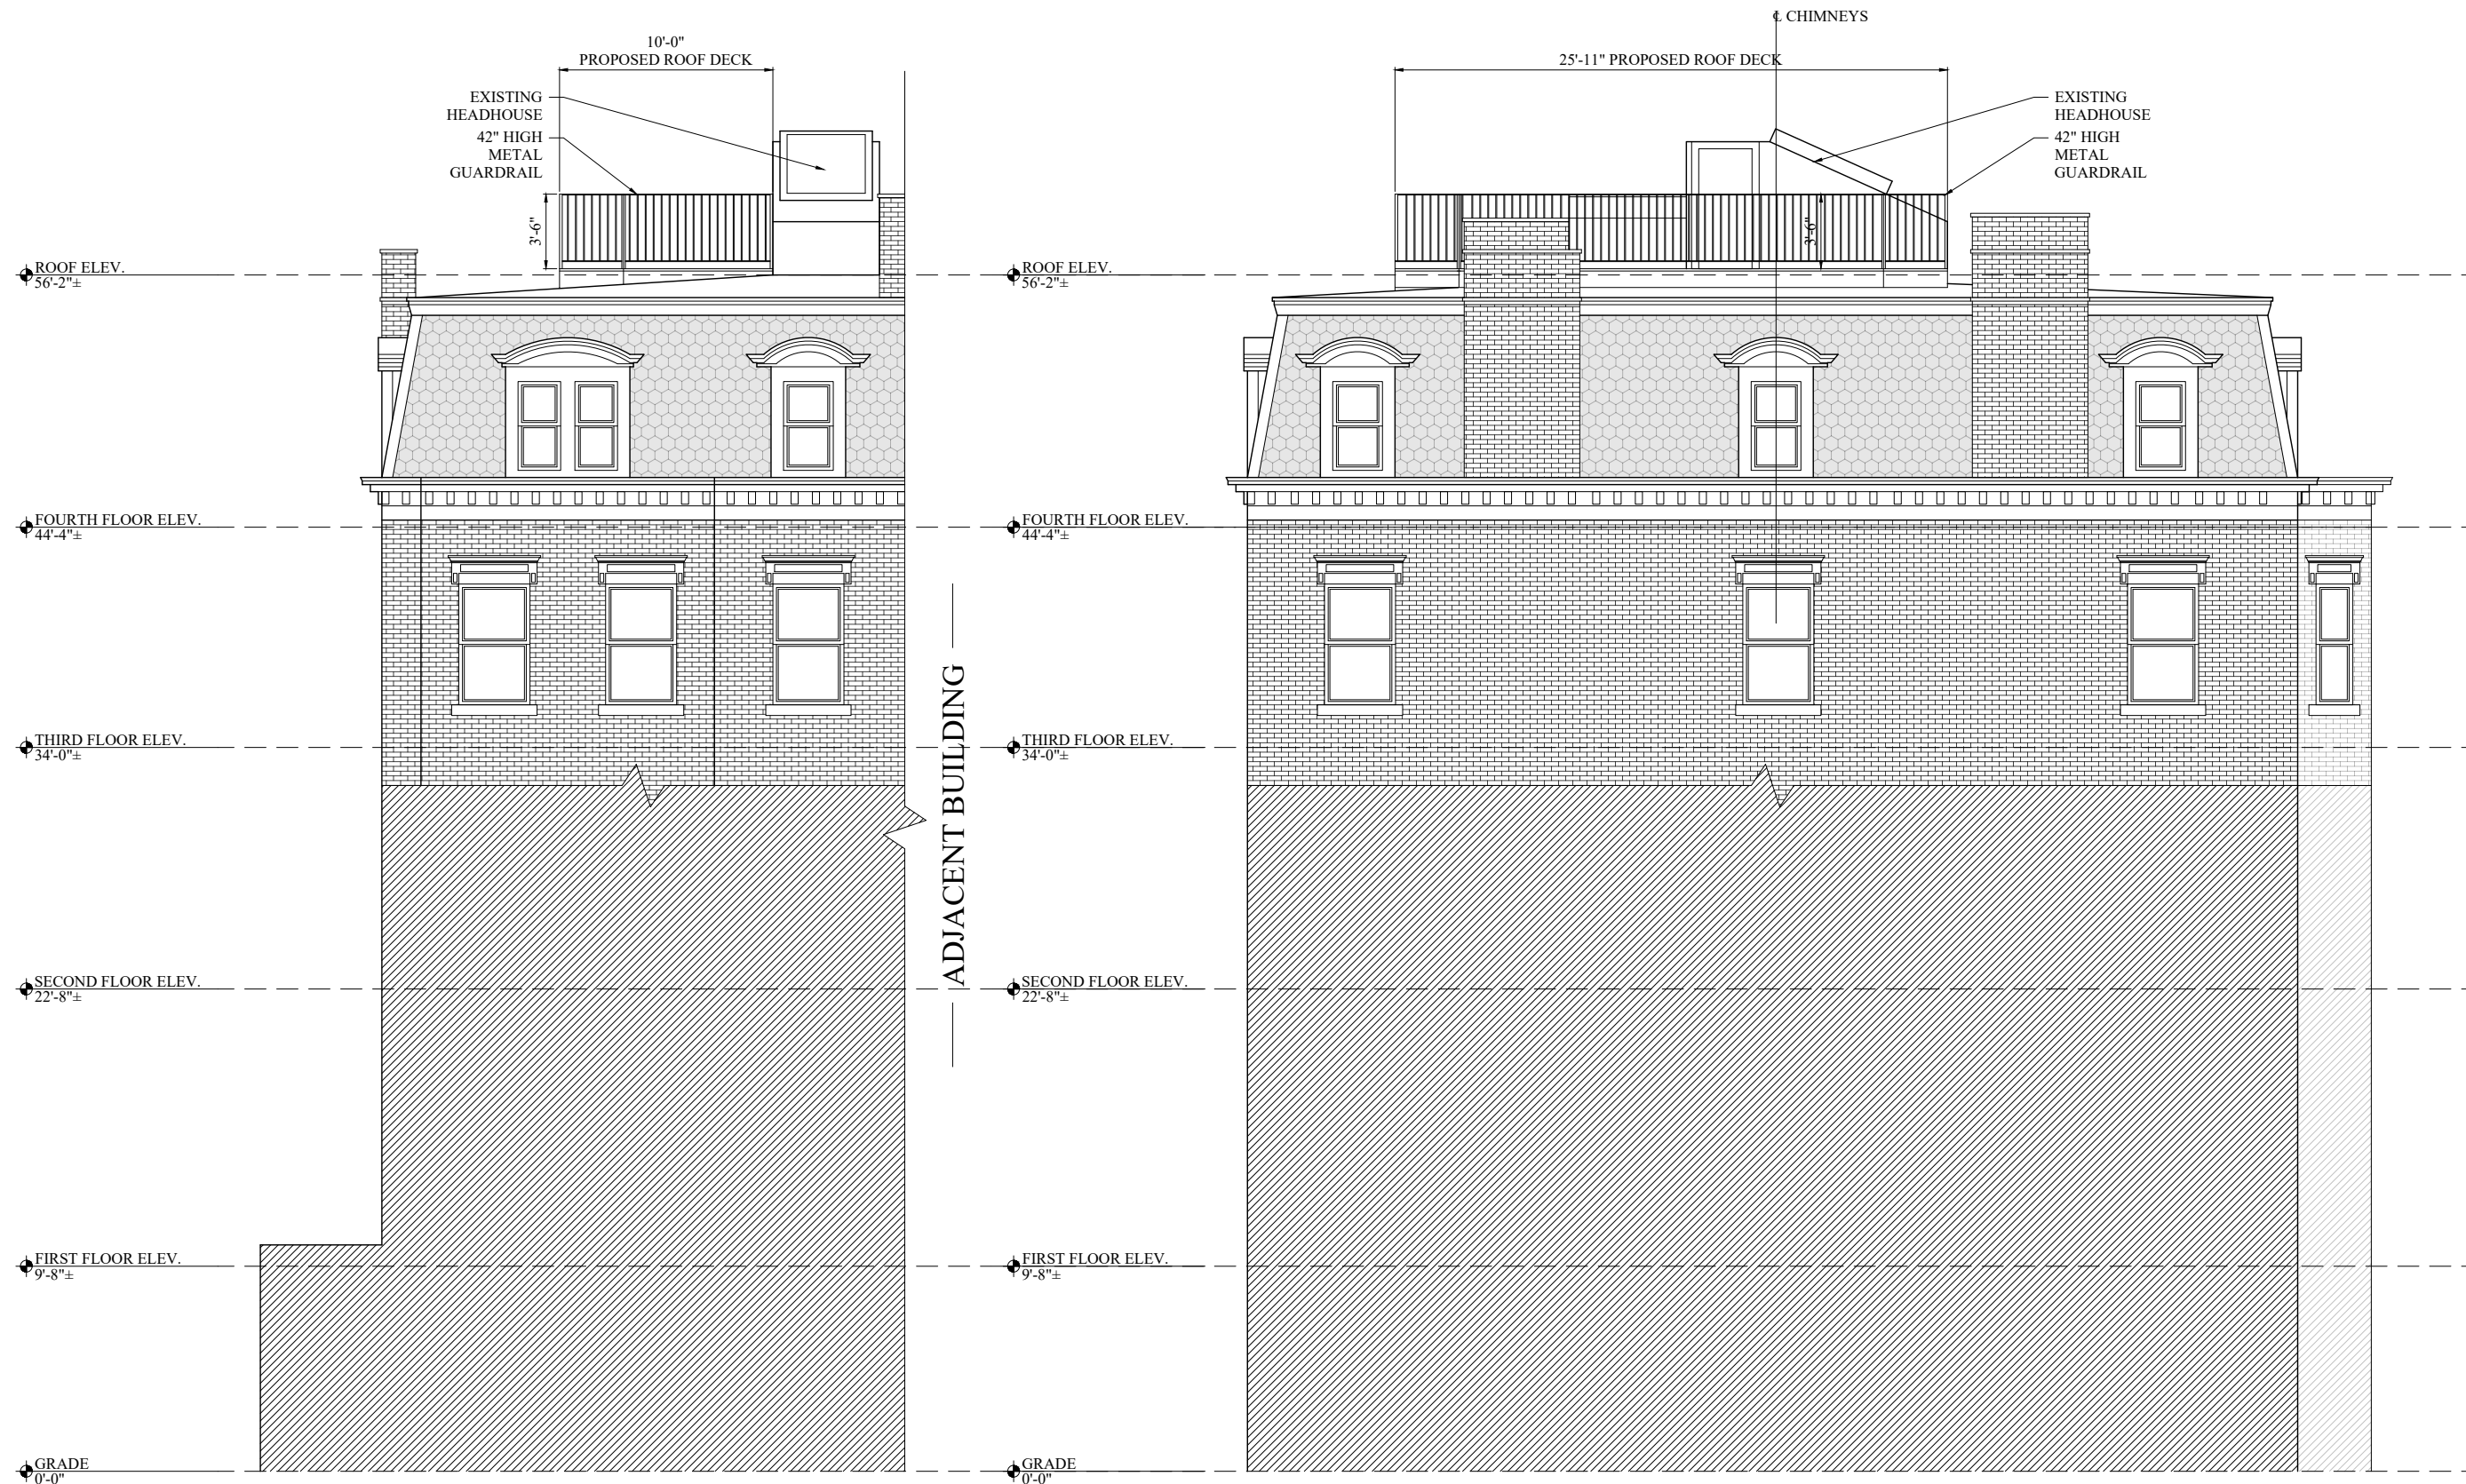 ℄ CHIMNEYS
10'-0"
PROPOSED ROOF DECK
EXISTING
HEADHOUSE
42" HIGH
METAL
GUARDRAIL
3'-6"
25'-11" PROPOSED ROOF DECK
EXISTING
HEADHOUSE
42" HIGH
METAL
GUARDRAIL
3'-6"
ROOF ELEV.
56'-2"±
ROOF ELEV.
56'-2"±
FOURTH FLOOR ELEV.
44'-4"±
FOURTH FLOOR ELEV.
44'-4"±
THIRD FLOOR ELEV.
34'-0"±
THIRD FLOOR ELEV.
34'-0"±
ADJACENT BUILDING
SECOND FLOOR ELEV.
22'-8"±
SECOND FLOOR ELEV.
22'-8"±
FIRST FLOOR ELEV.
9'-8"±
FIRST FLOOR ELEV.
9'-8"±
GRADE
0'-0"
GRADE
0'-0"